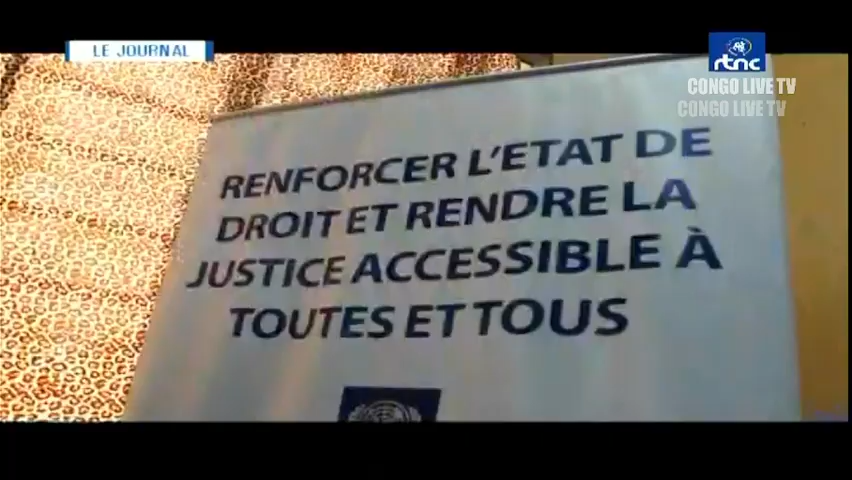 LE JOURNAL
rtnc
CONGO LIVE TV
CONGO LIVE TV
RENFORCER L'ETAT DE
DROIT ET RENDRE LA
JUSTICE ACCESSIBLE À
TOUTES ET TOUS